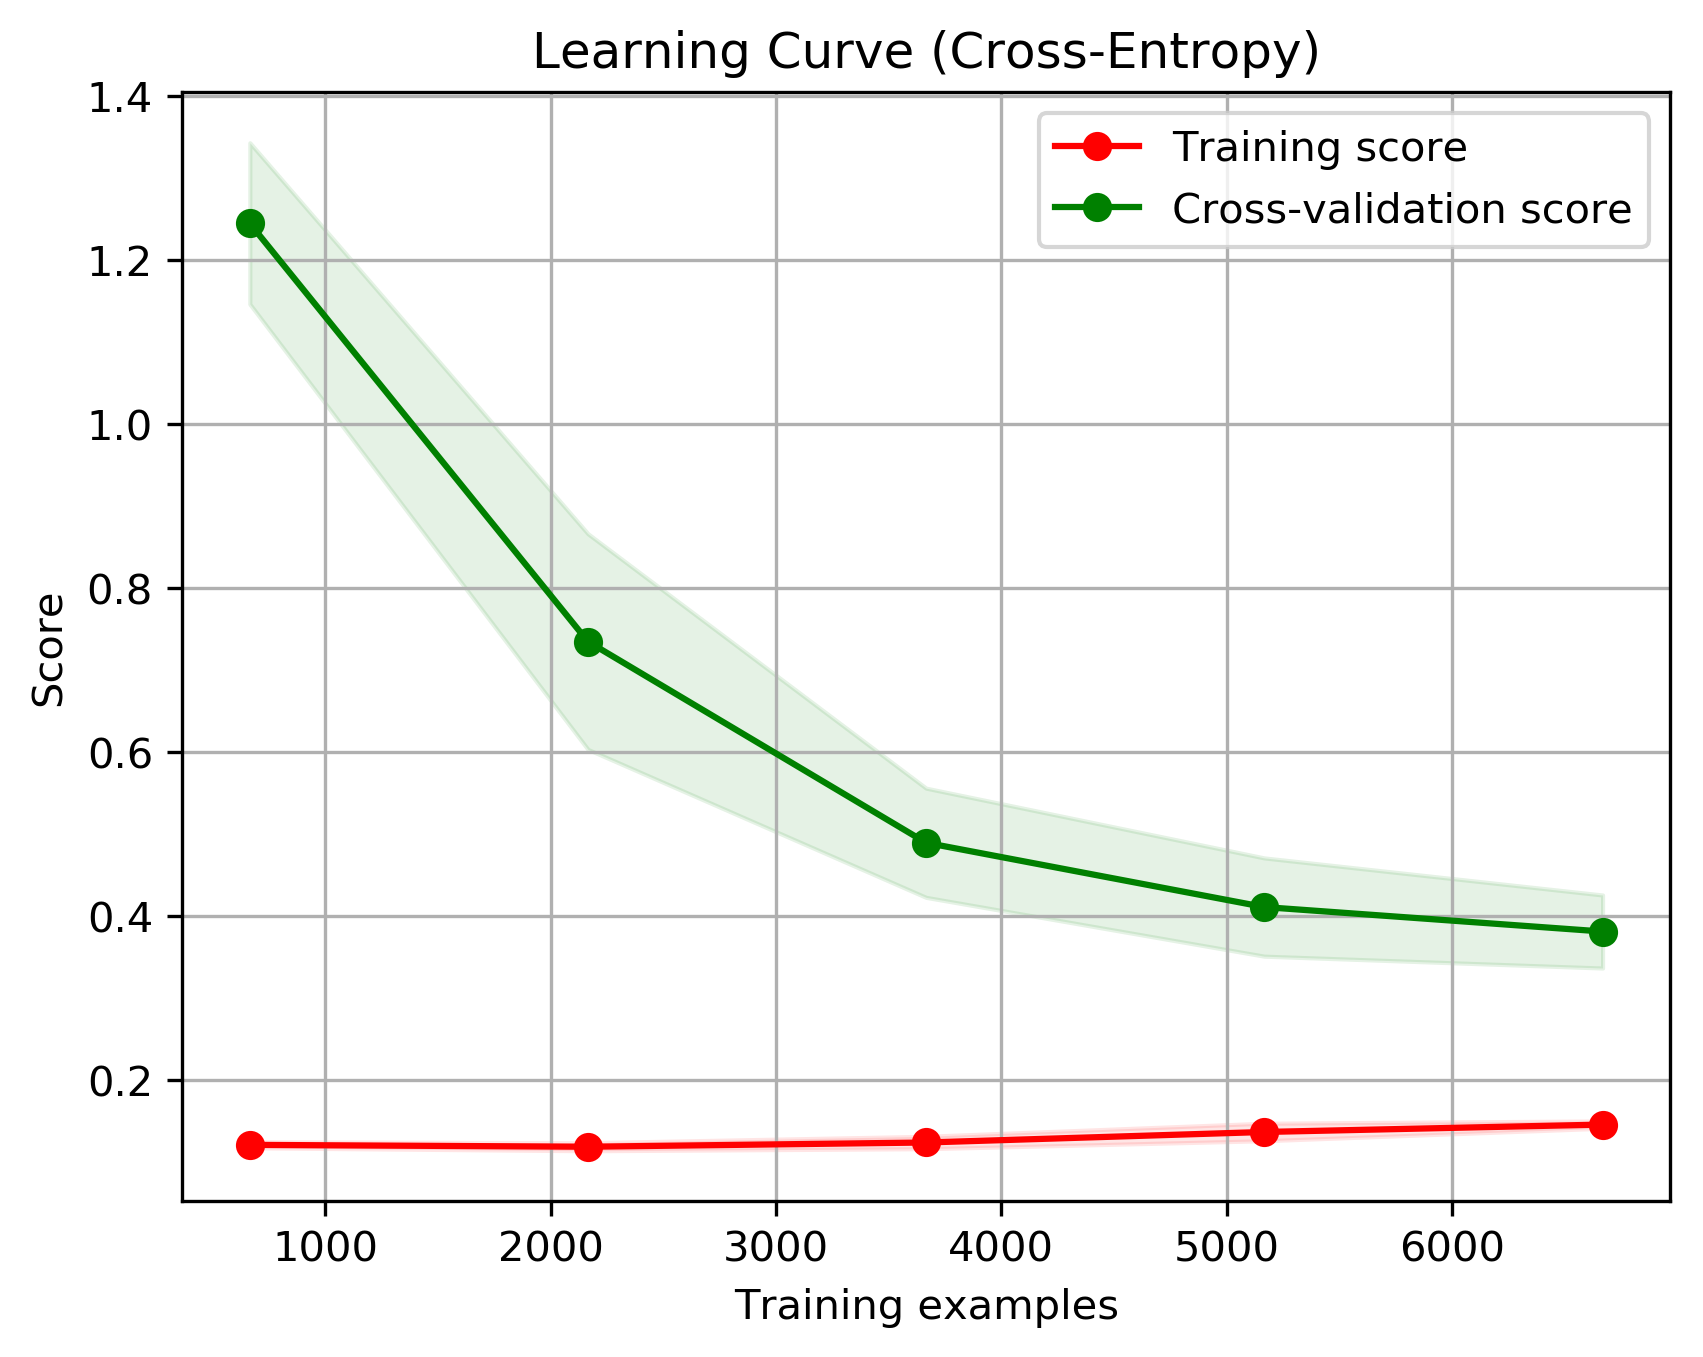 Learning Curve (Cross-Entropy)
Training score
Cross-validation score
1.4
1.2
1.0
0.8
0.6
0.4
0.2
Score
1000 2000 3000 4000 5000 6000
Training examples